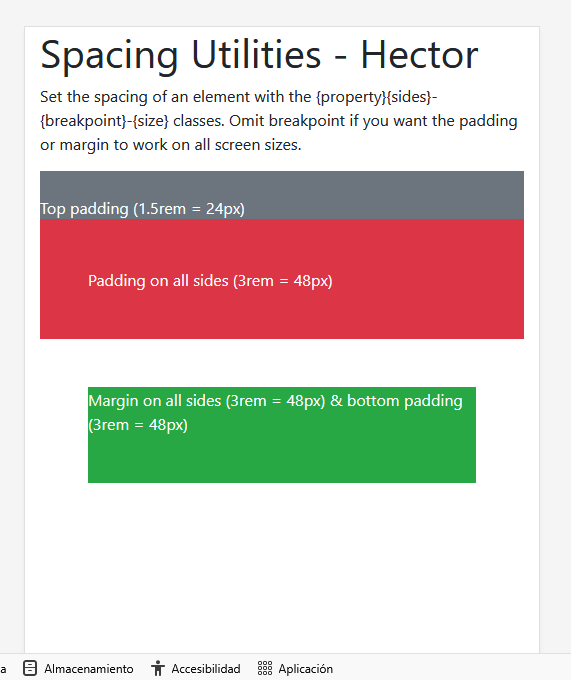 Spacing Utilities - Hector
Set the spacing of an element with the {property}{sides}-
{breakpoint}-{size} classes. Omit breakpoint if you want the padding
or margin to work on all screen sizes.
Top padding (1.5rem = 24px)
Padding on all sides (3rem = 48px)
Margin on all sides (3rem = 48px) & bottom padding
(3rem = 48px)
a Almacenamiento Accesibilidad Aplicación